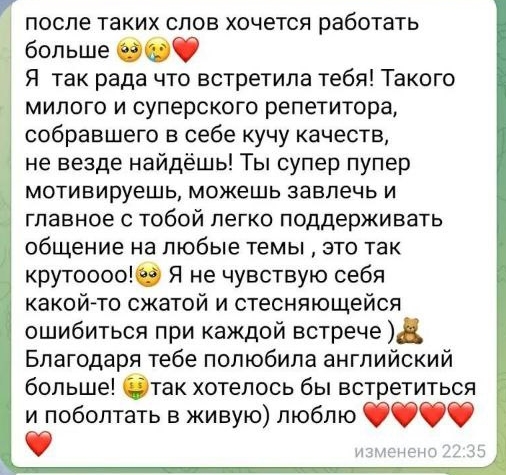 после таких слов хочется работать
больше 🥺😢❤️
Я так рада что встретила тебя! Такого
милого и суперского репетитора,
собравшего в себе кучу качеств,
не везде найдёшь! Ты супер пупер
мотивируешь, можешь завлечь и
главное с тобой легко поддерживать
общение на любые темы , это так
крутоооо!🥺 Я не чувствую себя
какой-то сжатой и стесняющейся
ошибиться при каждой встрече )🧸
Благодаря тебе полюбила английский
больше! 🤑так хотелось бы встретиться
и поболтать в живую) люблю ❤️❤️❤️❤️
❤️
изменено 22:35